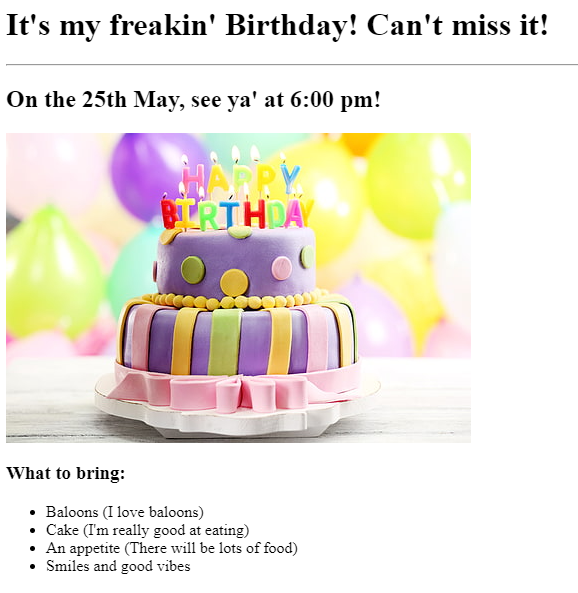 It's my freakin' Birthday! Can't miss it!
On the 25th May, see ya' at 6:00 pm!
HAPPY
BIRTHDAY
What to bring:
Baloons (I love baloons)
Cake (I'm really good at eating)
An appetite (There will be lots of food)
Smiles and good vibes